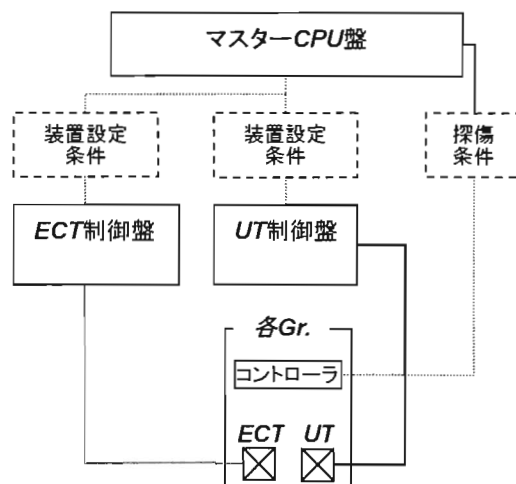 マスターCPU盤
装置設定
条件
装置設定
条件
探傷
条件
ECT制御盤
UT制御盤
各Gr.
コントローラ
ECT
UT